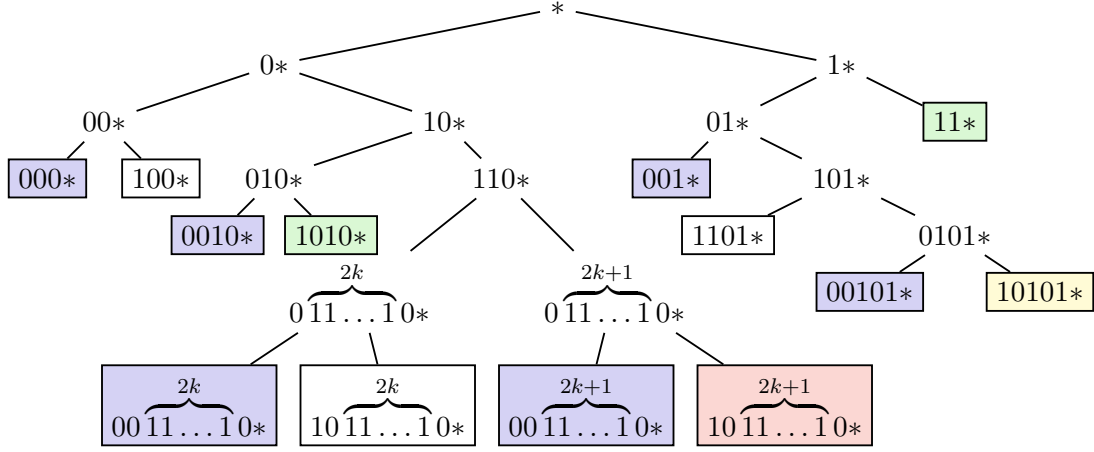 *
0* 1*
00* 10* 01* 11*
000* 100* 010* 110* 001* 101*
0010* 1010* 1101* 0101*
2k 2k+1 00101* 10101*
0 11 … 1 0* 0 11 … 1 0*
2k 2k 2k+1 2k+1
00 11 … 1 0* 10 11 … 1 0* 00 11 … 1 0* 10 11 … 1 0*